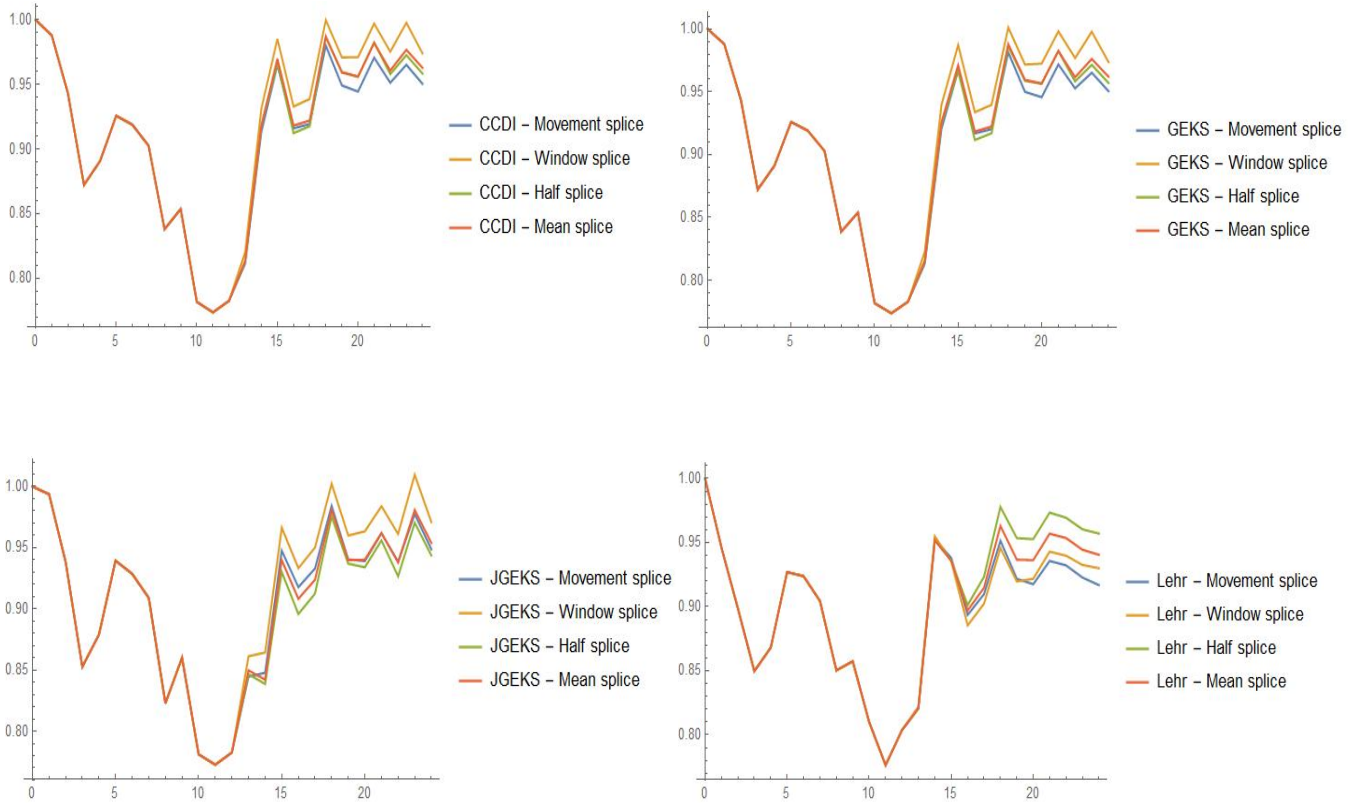 1.00
0.95
0.90
0.85
0.80
0
5
10
15
20
CCDI – Movement splice
CCDI – Window splice
CCDI – Half splice
CCDI – Mean splice
1.00
0.95
0.90
0.85
0.80
0
5
10
15
20
GEKS – Movement splice
GEKS – Window splice
GEKS – Half splice
GEKS – Mean splice
1.00
0.95
0.90
0.85
0.80
0
5
10
15
20
JGEKS – Movement splice
JGEKS – Window splice
JGEKS – Half splice
JGEKS – Mean splice
1.00
0.95
0.90
0.85
0.80
0
5
10
15
20
Lehr – Movement splice
Lehr – Window splice
Lehr – Half splice
Lehr – Mean splice